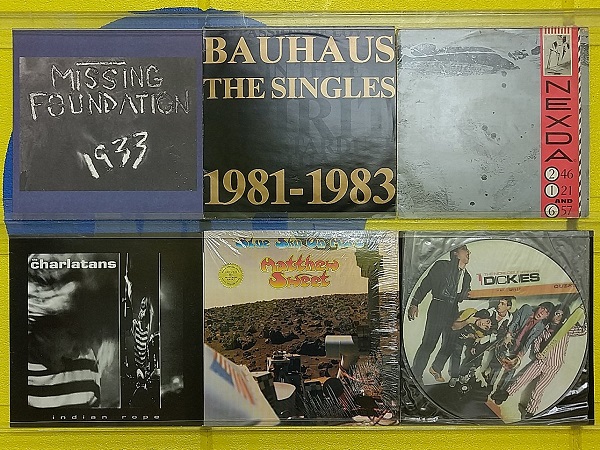 MISSING
FOUNDATION
1933
BAUHAUS
THE SINGLES
1981-1983
NEXDA
2 46
1 21
AND
6 57
the charlatans
indian rope
Matthew
Sweet
DICKIES